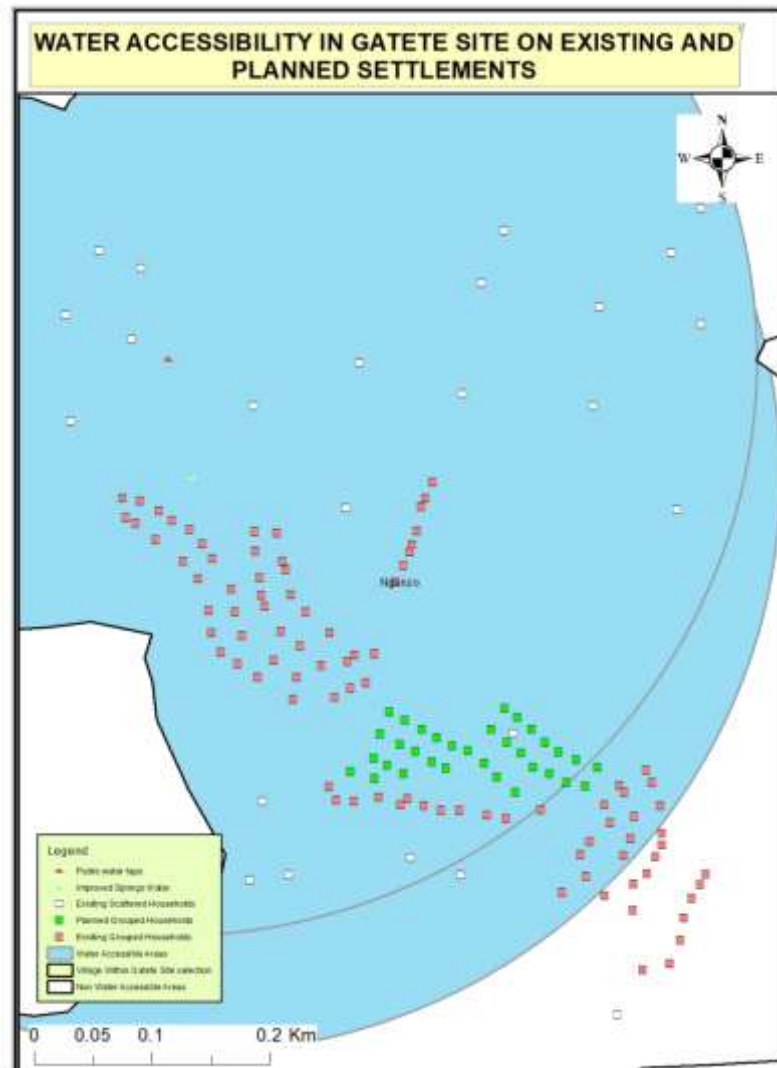 WATER ACCESSIBILITY IN GATETE SITE ON EXISTING AND
PLANNED SETTLEMENTS
N
W E
S
Legend
Public water taps
Improved Springs Water
Existing Scattered Households
Planned Grouped Households
Existing Grouped Households
Water Accessible Areas
Village Within Gatete Site selection
Non Water Accessible Areas
0 0.05 0.1 0.2 Km